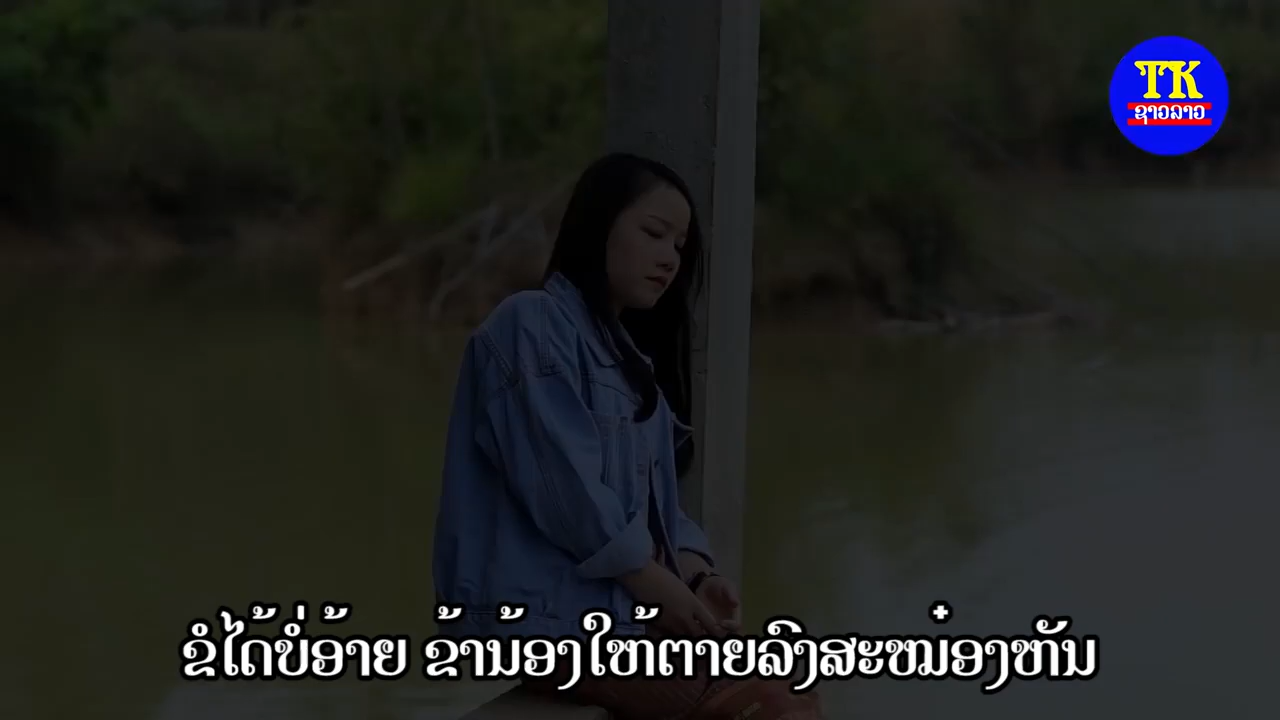 TK
ຊາວລາວ
ຂໍໄດ້ບໍ່ອ້າຍ ຂ້ານ້ອງໃຫ້ຕາຍລົງສະໝ໋ອງຫັນ